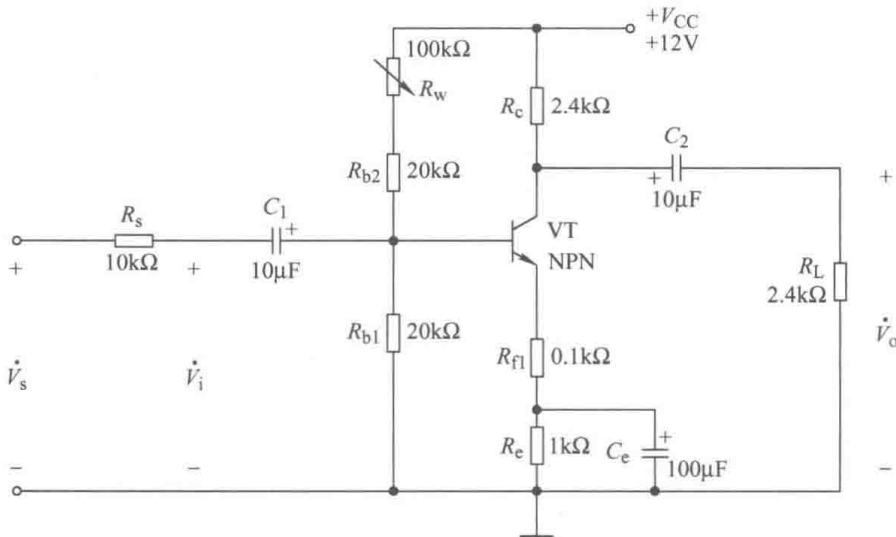 +V_CC
+12V
100kΩ
R_w
R_c 2.4kΩ
C_2
+
10μF
R_b2 20kΩ
R_s
10kΩ
C_1
+
10μF
VT
NPN
R_L
2.4kΩ
R_b1 20kΩ
R_f1 0.1kΩ
R_e 1kΩ
C_e
+
100μF
+
V̇_s
−
+
V̇_i
−
+
V̇_o
−